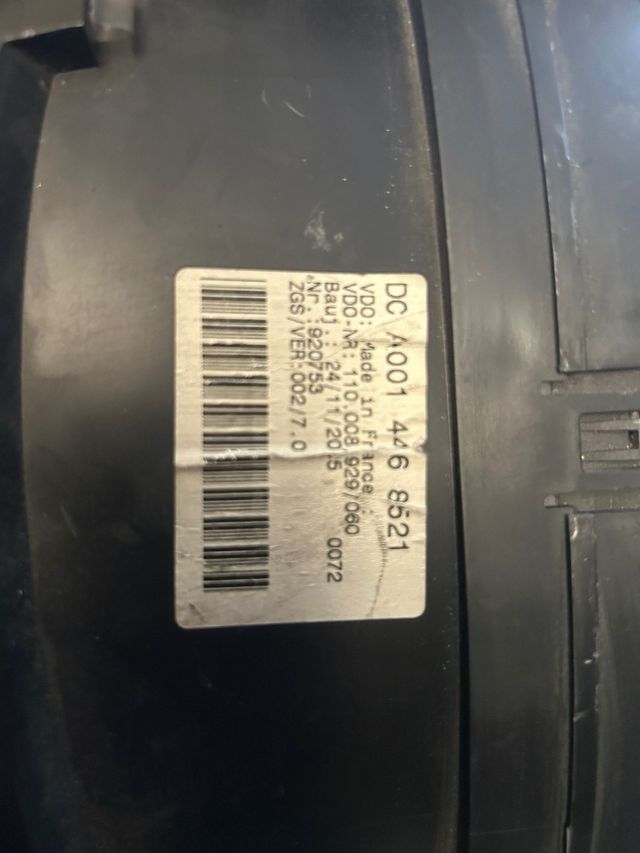 DC A001 446 8521
VDO: Made in France :
VDO-NR: 110.008.929/060
Bauj.: 24/11/2005 0072
*Nr.: 920753
ZGS/VER:002/7.0